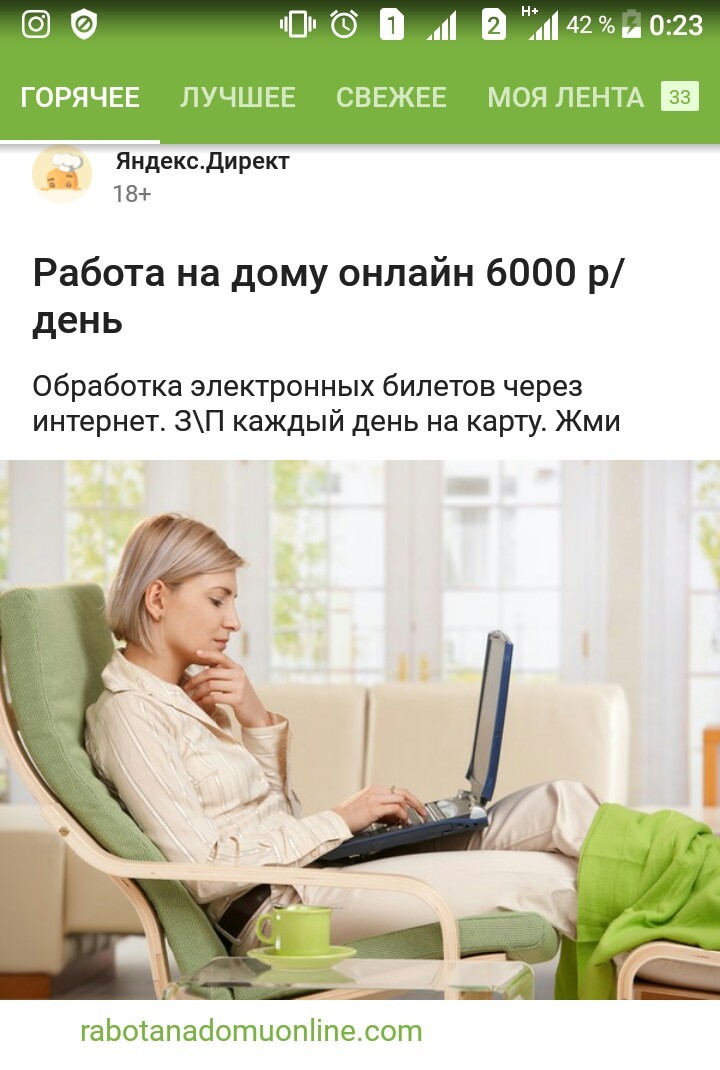 1 2 H+ 42 % 0:23
ГОРЯЧЕЕ ЛУЧШЕЕ СВЕЖЕЕ МОЯ ЛЕНТА 33
Яндекс.Директ
18+
Работа на дому онлайн 6000 р/
день
Обработка электронных билетов через
интернет. З\П каждый день на карту. Жми
rabotanadomuonline.com